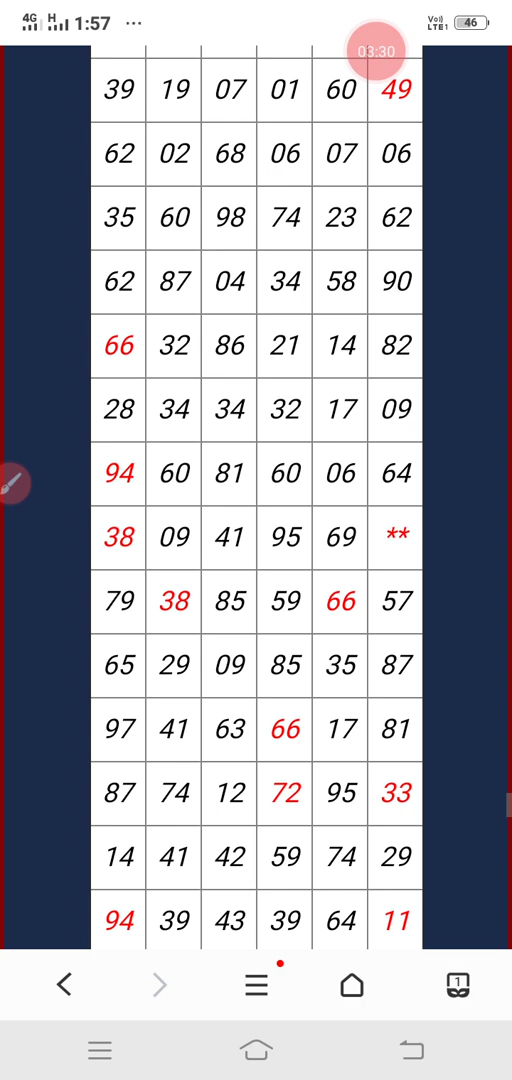 4G H 1:57 ... Vo)) LTE1 46
03:30
39 19 07 01 60 49
62 02 68 06 07 06
35 60 98 74 23 62
62 87 04 34 58 90
66 32 86 21 14 82
28 34 34 32 17 09
94 60 81 60 06 64
38 09 41 95 69 **
79 38 85 59 66 57
65 29 09 85 35 87
97 41 63 66 17 81
87 74 12 72 95 33
14 41 42 59 74 29
94 39 43 39 64 11
1